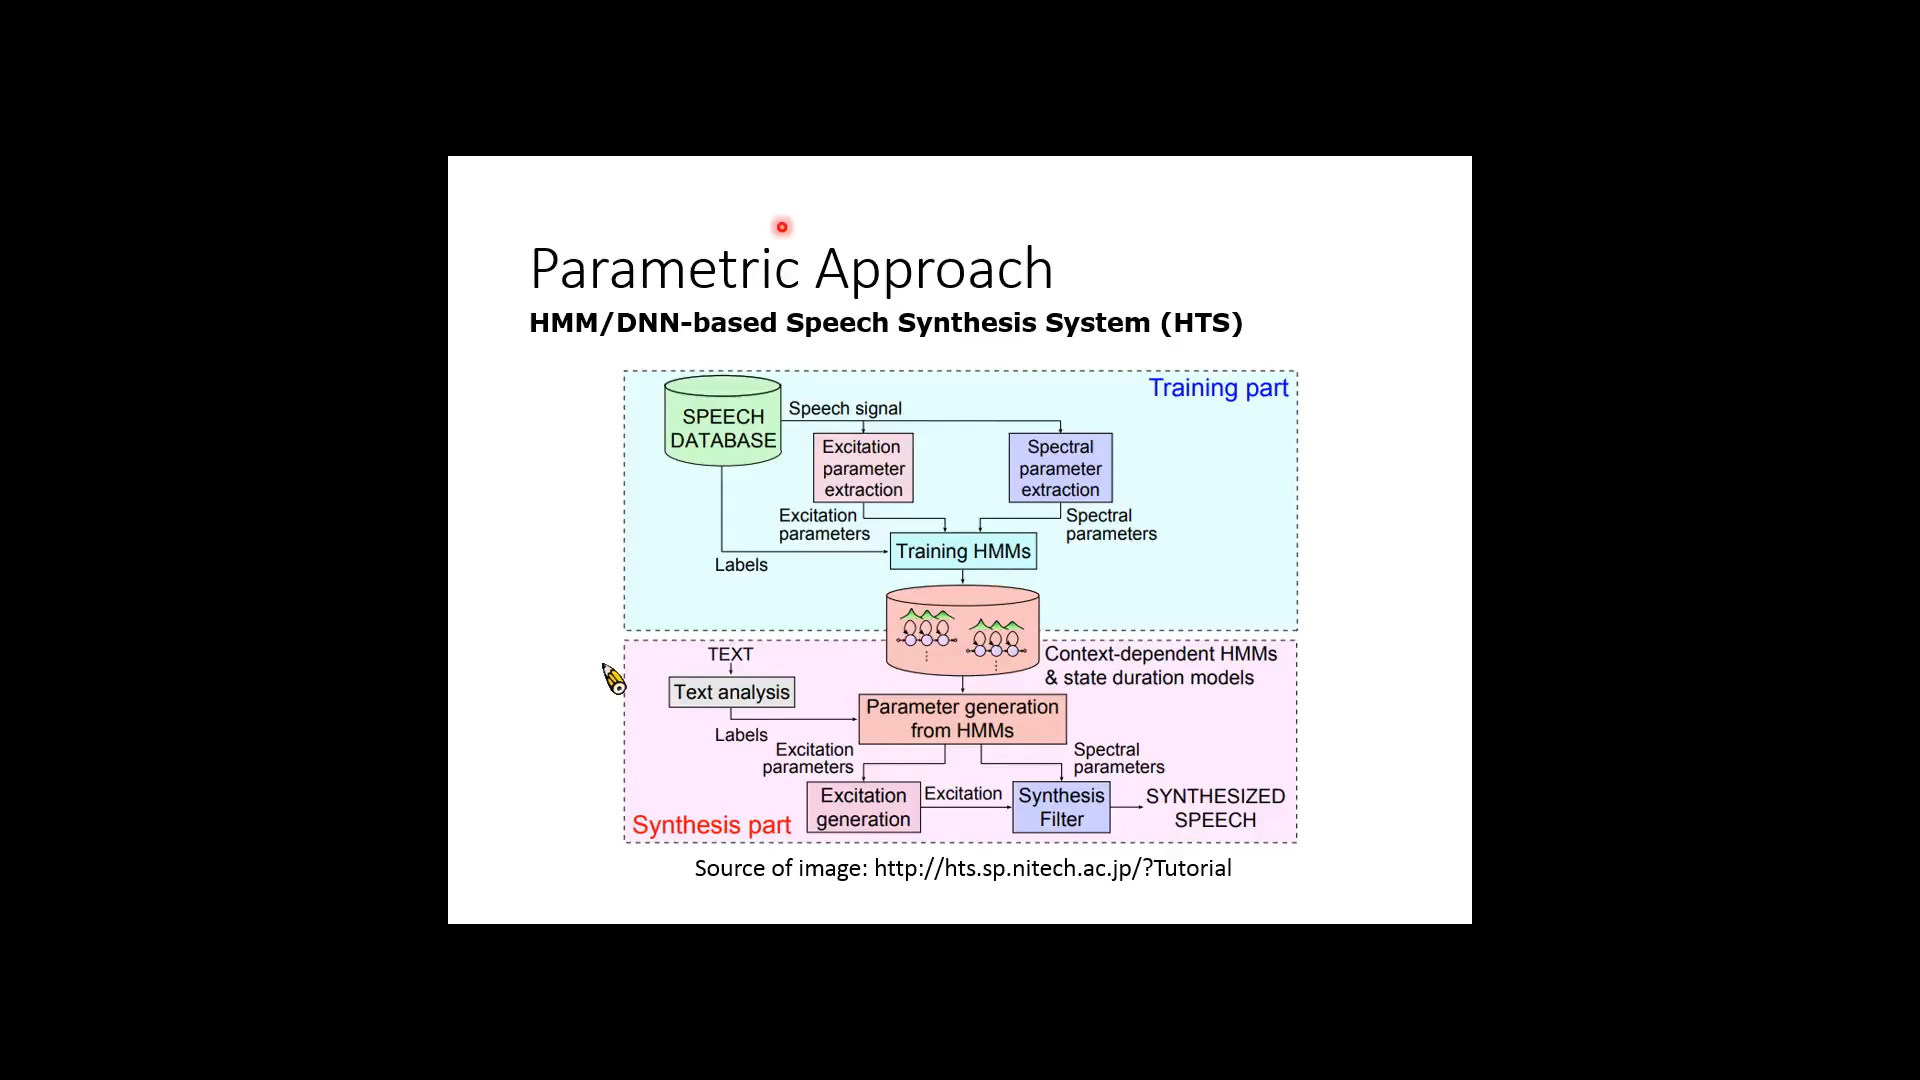 Parametric Approach
HMM/DNN-based Speech Synthesis System (HTS)
Training part
SPEECH
DATABASE
Speech signal
Excitation
parameter
extraction
Spectral
parameter
extraction
Excitation
parameters
Spectral
parameters
Training HMMs
Labels
TEXT
Context-dependent HMMs
& state duration models
Text analysis
Parameter generation
from HMMs
Labels
Excitation
parameters
Spectral
parameters
Excitation
generation
Excitation
Synthesis
Filter
SYNTHESIZED
SPEECH
Synthesis part
Source of image: http://hts.sp.nitech.ac.jp/?Tutorial